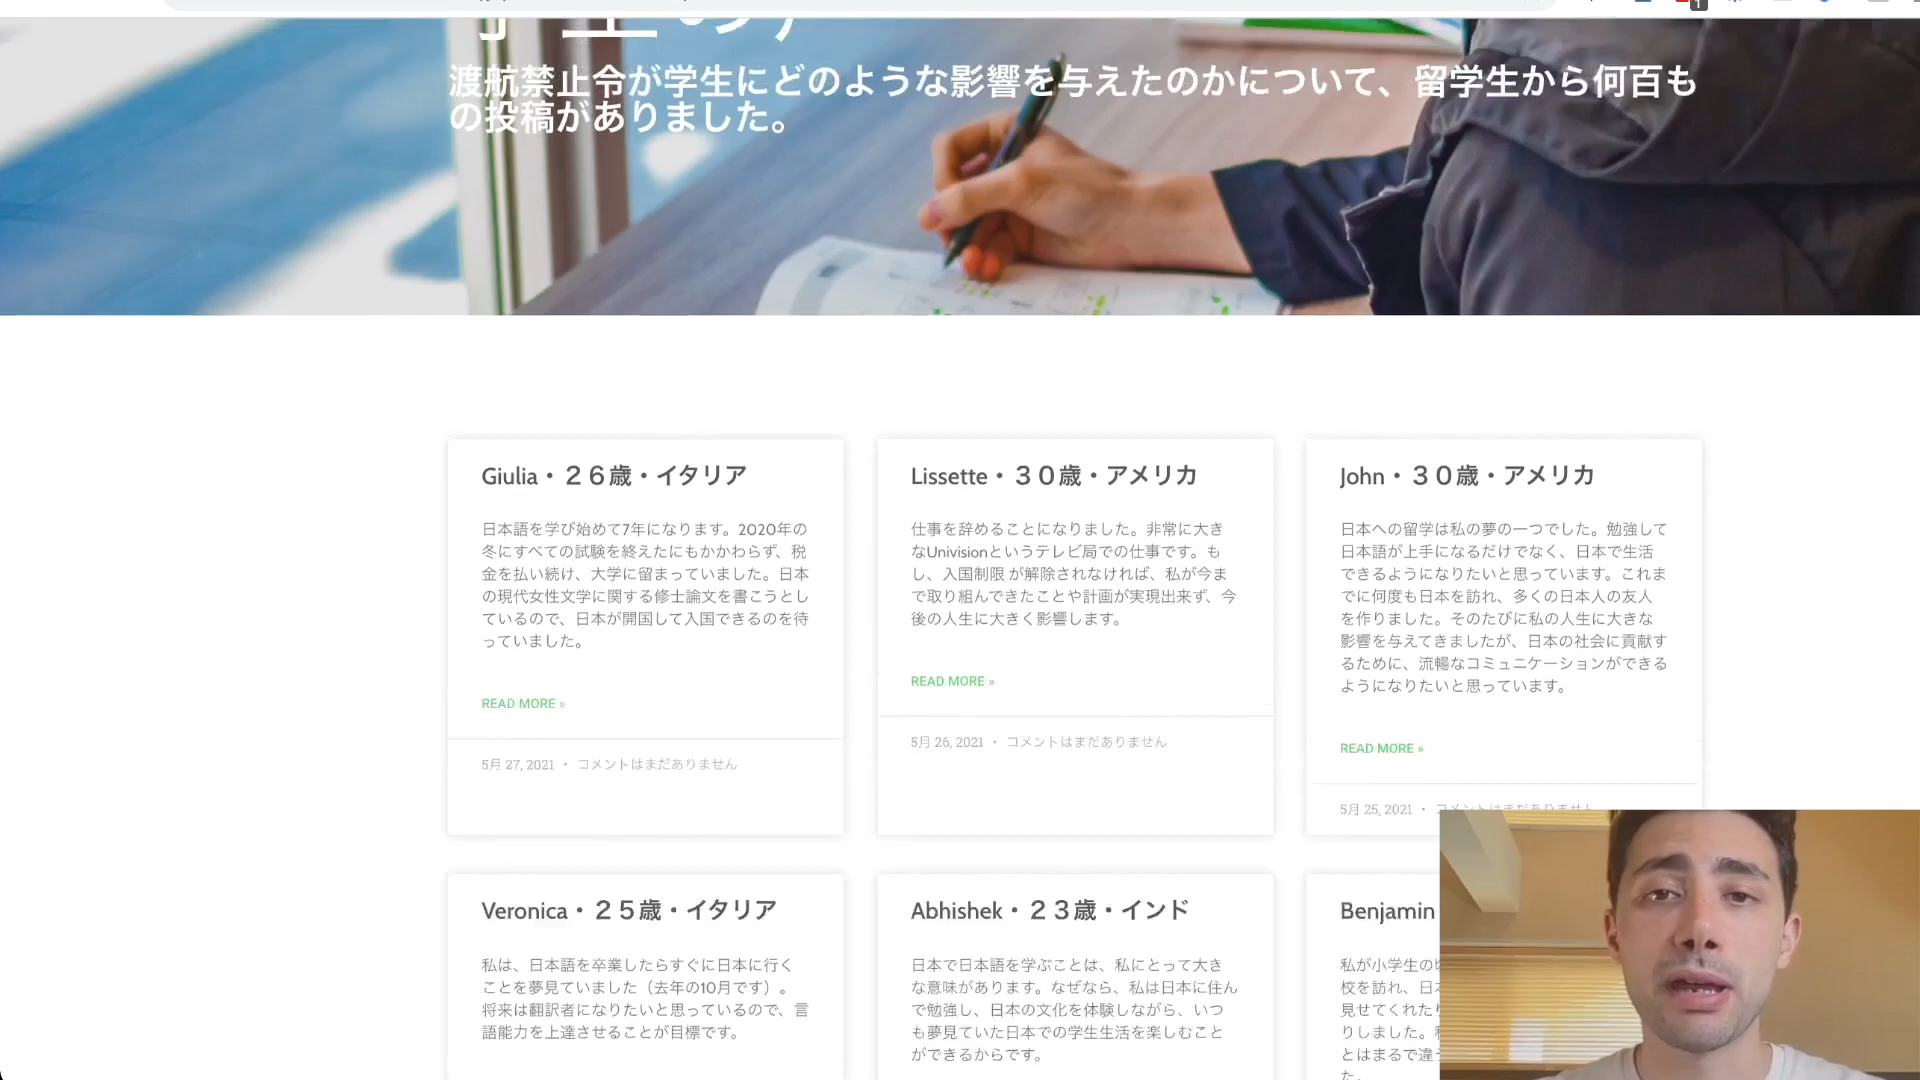 渡航禁止令が学生にどのような影響を与えたのかについて、留学生から何百も
の投稿がありました。
Giulia・２６歳・イタリア
日本語を学び始めて7年になります。2020年の
冬にすべての試験を終えたにもかかわらず、税
金を払い続け、大学に留まっていました。日本
の現代女性文学に関する修士論文を書こうとし
ているので、日本が開国して入国できるのを待
っていました。
READ MORE »
5月 27, 2021 • コメントはまだありません
Lissette・３０歳・アメリカ
仕事を辞めることになりました。非常に大き
なUnivisionというテレビ局での仕事です。も
し、入国制限 が解除されなければ、私が今ま
で取り組んできたことや計画が実現出来ず、今
後の人生に大きく影響します。
READ MORE »
5月 26, 2021 • コメントはまだありません
John・３０歳・アメリカ
日本への留学は私の夢の一つでした。勉強して
日本語が上手になるだけでなく、日本で生活
できるようになりたいと思っています。これま
でに何度も日本を訪れ、多くの日本人の友人
を作りました。そのたびに私の人生に大きな
影響を与えてきましたが、日本の社会に貢献す
るために、流暢なコミュニケーションができる
ようになりたいと思っています。
READ MORE »
5月 25, 2021 • コメントはまだありません
Veronica・２５歳・イタリア
私は、日本語を卒業したらすぐに日本に行く
ことを夢見ていました（去年の10月です）。
将来は翻訳者になりたいと思っているので、言
語能力を上達させることが目標です。
Abhishek・２３歳・インド
日本で日本語を学ぶことは、私にとって大き
な意味があります。なぜなら、私は日本に住ん
で勉強し、日本の文化を体験しながら、いつ
も夢見ていた日本での学生生活を楽しむこと
ができるからです。
Benjamin
私が小学生の
校を訪れ、日
見せてくれた
りしました。
とはまるで違
た。